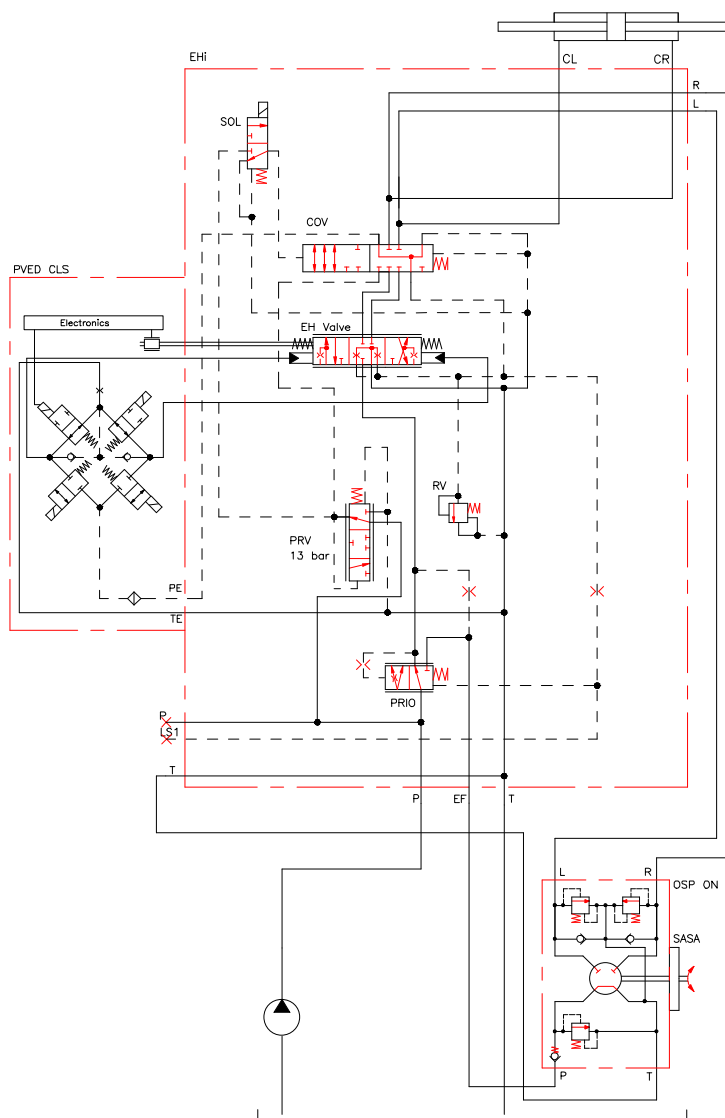 EHi
CL
CR
R
L
SOL
COV
PVED CLS
Electronics
EH Valve
RV
PRV
13 bar
PE
TE
PRIO
P
LS1
T
P
EF
T
L
R
OSP ON
SASA
P
T